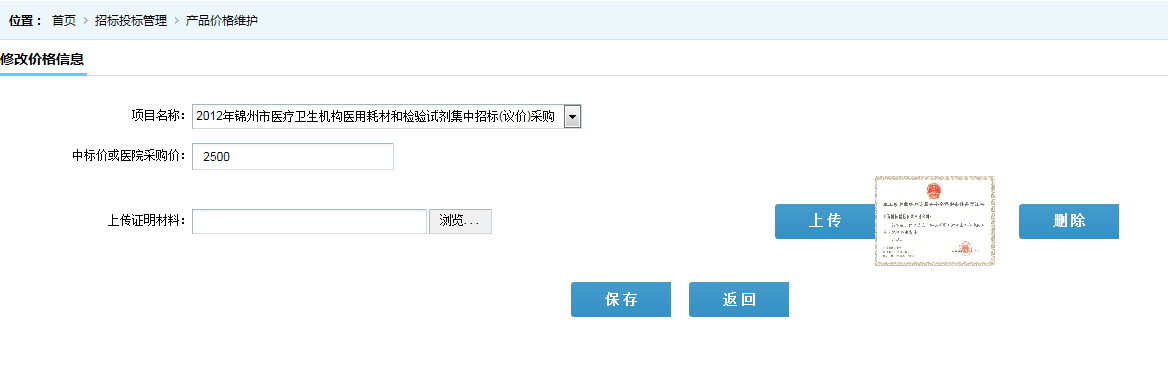 位置： 首页 > 招标投标管理 > 产品价格维护
修改价格信息
项目名称： 2012年锦州市医疗卫生机构医用耗材和检验试剂集中招标(议价)采购
中标价或医院采购价： 2500
上传证明材料： 浏览... 上传 删除
保存 返回